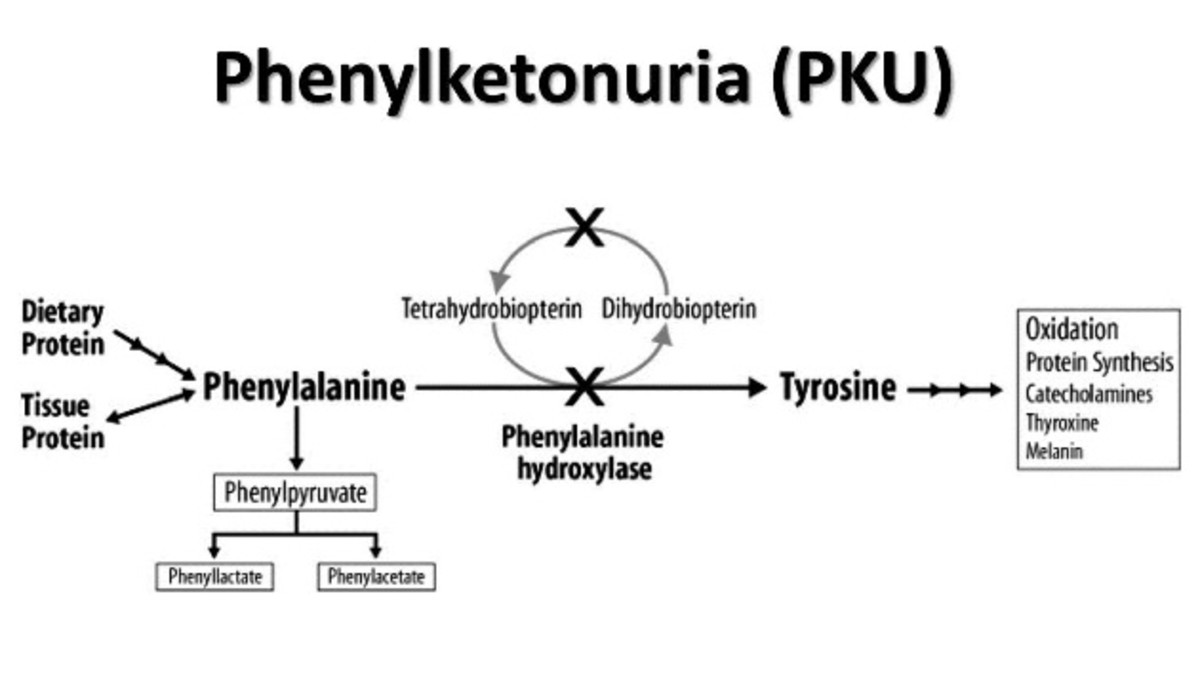 Phenylketonuria (PKU)
X
Tetrahydrobiopterin Dihydrobiopterin
Dietary
Protein
Tissue
Protein
Phenylalanine
X
Phenylalanine
hydroxylase
Tyrosine
Oxidation
Protein Synthesis
Catecholamines
Thyroxine
Melanin
Phenylpyruvate
Phenyllactate
Phenylacetate